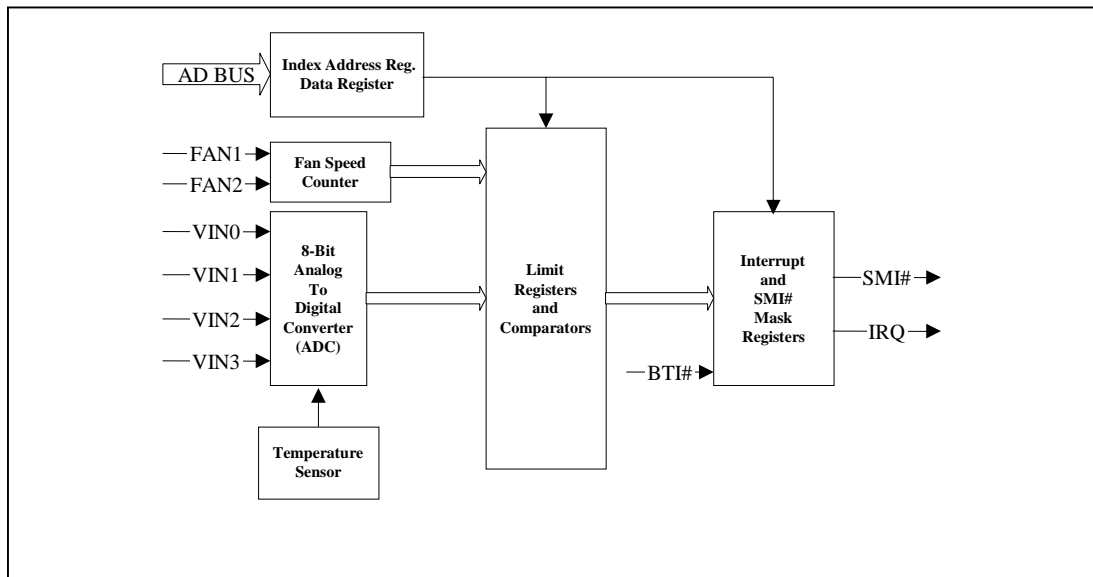 AD BUS
Index Address Reg.
Data Register
FAN1
FAN2
Fan Speed
Counter
VIN0
VIN1
VIN2
VIN3
8-Bit
Analog
To
Digital
Converter
(ADC)
Temperature
Sensor
Limit
Registers
and
Comparators
Interrupt
and
SMI#
Mask
Registers
BTI#
SMI#
IRQ